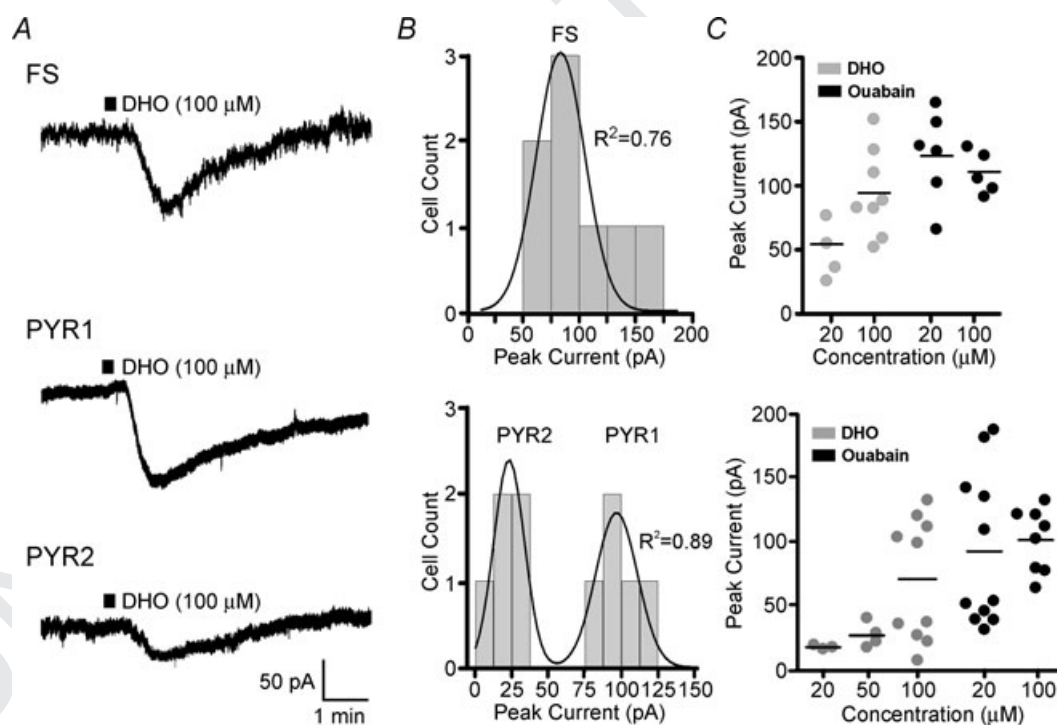 A
FS
DHO (100 μM)
PYR1
DHO (100 μM)
PYR2
DHO (100 μM)
50 pA
1 min
B
FS
3
2
1
0
Cell Count
R²=0.76
0 50 100 150 200
Peak Current (pA)
PYR2 PYR1
3
2
1
0
Cell Count
R²=0.89
0 25 50 75 100 125 150
Peak Current (pA)
C
200
150
100
50
0
Peak Current (pA)
DHO
Ouabain
20 100 20 100
Concentration (μM)
200
150
100
50
0
Peak Current (pA)
DHO
Ouabain
20 50 100 20 100
Concentration (μM)